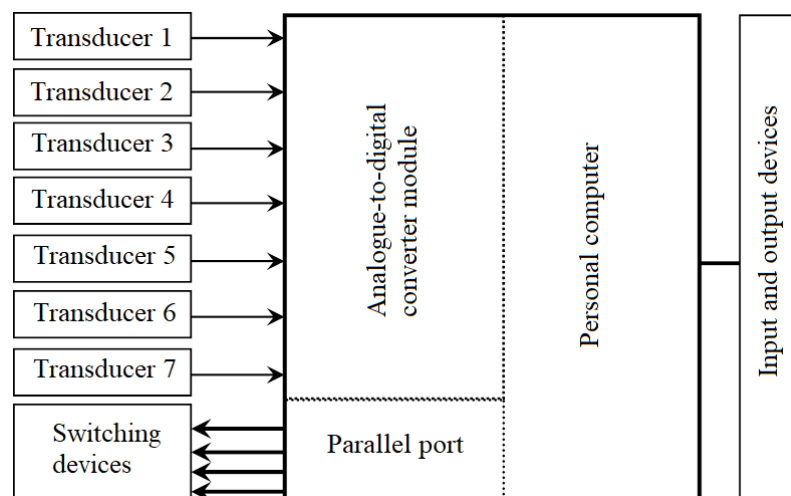 Transducer 1
Transducer 2
Transducer 3
Transducer 4
Transducer 5
Transducer 6
Transducer 7
Switching
devices
Analogue-to-digital
converter module
Parallel port
Personal computer
Input and output devices